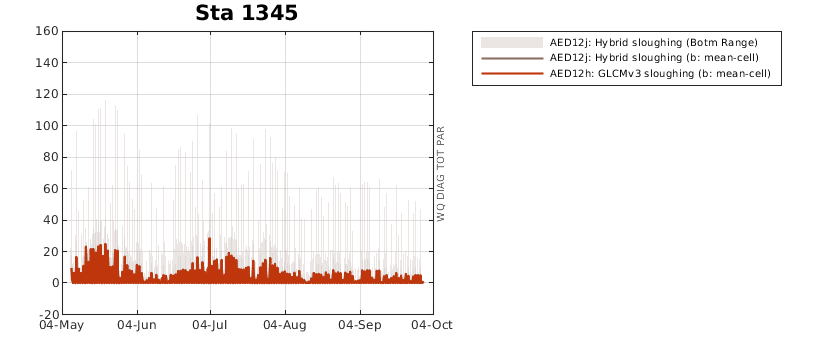 Sta 1345
160
140
120
100
80
60
40
20
0
-20
04-May 04-Jun 04-Jul 04-Aug 04-Sep 04-Oct
WQ DIAG TOT PAR
AED12j: Hybrid sloughing (Botm Range)
AED12j: Hybrid sloughing (b: mean-cell)
AED12h: GLCMv3 sloughing (b: mean-cell)